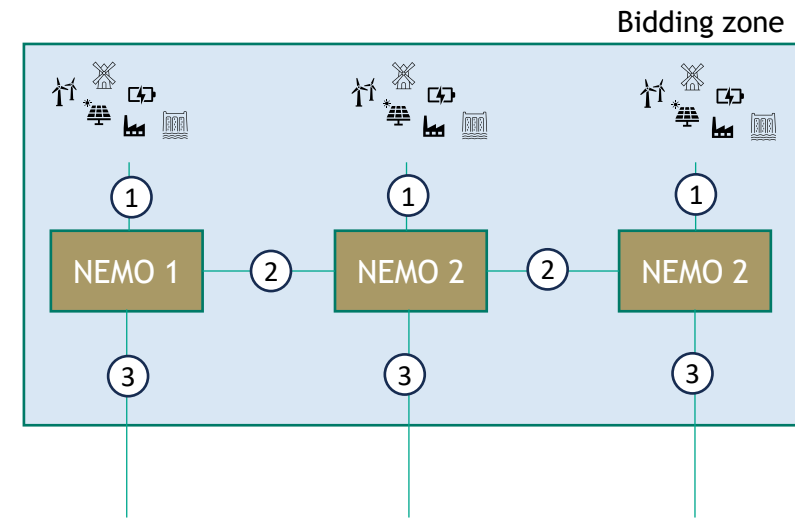 Bidding zone
1 1 1
NEMO 1 2 NEMO 2 2 NEMO 2
3 3 3